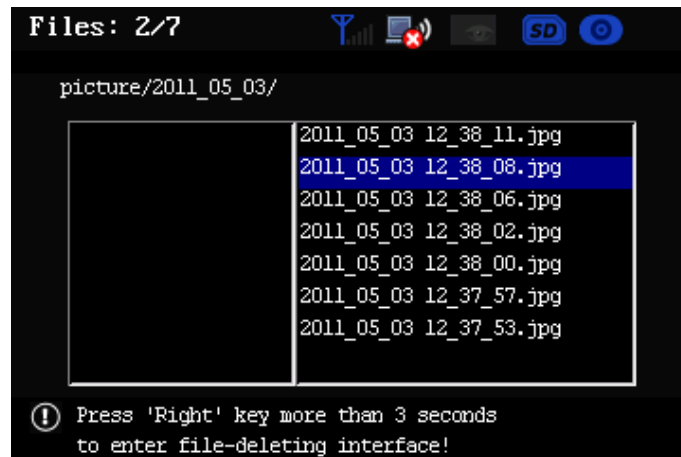 Files: 2/7
SD
picture/2011_05_03/
2011_05_03 12_38_11.jpg
2011_05_03 12_38_08.jpg
2011_05_03 12_38_06.jpg
2011_05_03 12_38_02.jpg
2011_05_03 12_38_00.jpg
2011_05_03 12_37_57.jpg
2011_05_03 12_37_53.jpg
Press 'Right' key more than 3 seconds
to enter file-deleting interface!